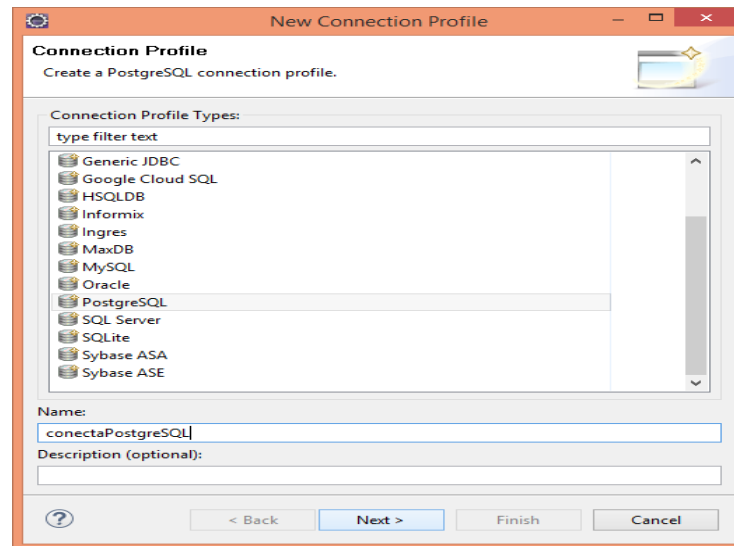 New Connection Profile
Connection Profile
Create a PostgreSQL connection profile.
Connection Profile Types:
type filter text
Generic JDBC
Google Cloud SQL
HSQLDB
Informix
Ingres
MaxDB
MySQL
Oracle
PostgreSQL
SQL Server
SQLite
Sybase ASA
Sybase ASE
Name:
conectaPostgreSQL
Description (optional):
? < Back Next > Finish Cancel